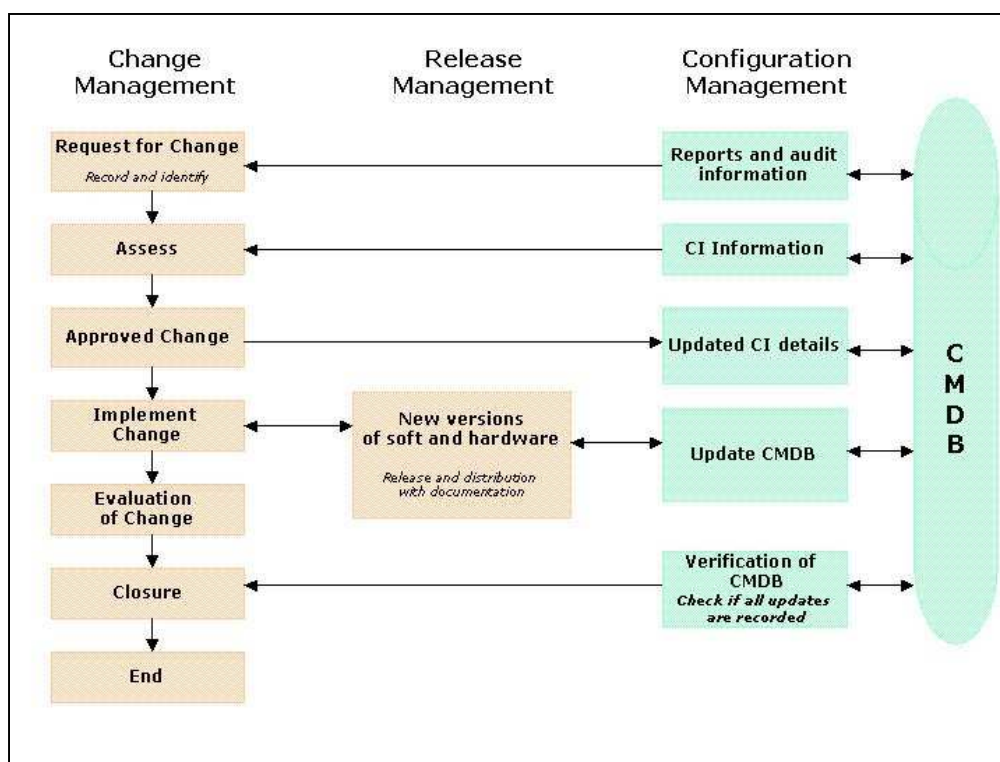 Change
Management
Release
Management
Configuration
Management
Request for Change
Record and identify
Reports and audit
information
Assess
CI Information
Approved Change
Updated CI details
Implement
Change
New versions
of soft and hardware
Release and distribution
with documentation
Update CMDB
Evaluation
of Change
Closure
Verification of
CMDB
Check if all updates
are recorded
End
C
M
D
B